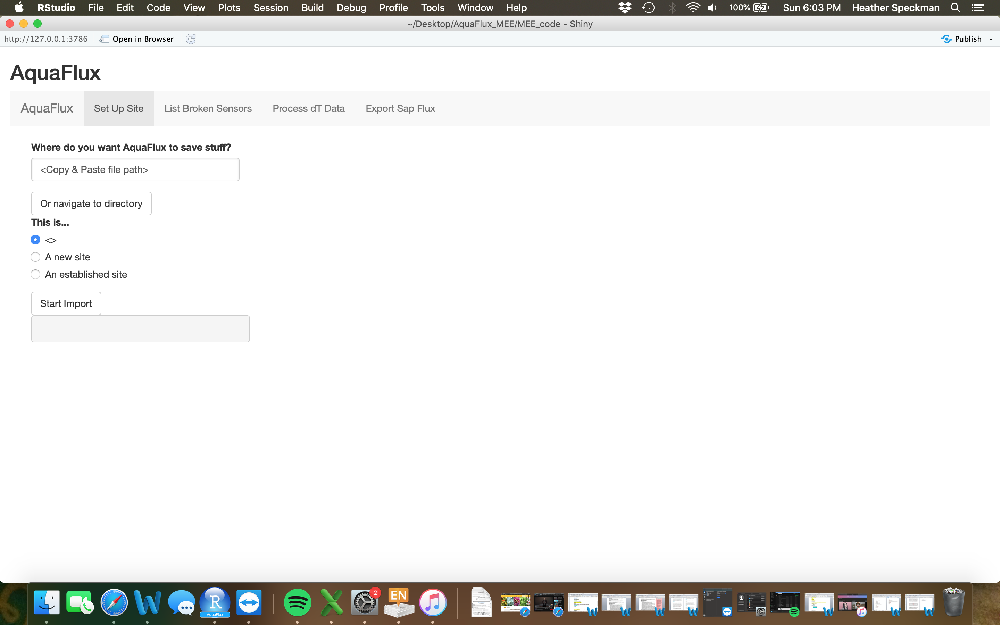 RStudio File Edit Code View Plots Session Build Debug Profile Tools Window Help 100% Sun 6:03 PM Heather Speckman
~/Desktop/AquaFlux_MEE/MEE_code - Shiny
http://127.0.0.1:3786 Open in Browser Publish
AquaFlux
AquaFlux Set Up Site List Broken Sensors Process dT Data Export Sap Flux
Where do you want AquaFlux to save stuff?
<Copy & Paste file path>
Or navigate to directory
This is...
<>
A new site
An established site
Start Import
R
AquaFlux
2
EN
PDF